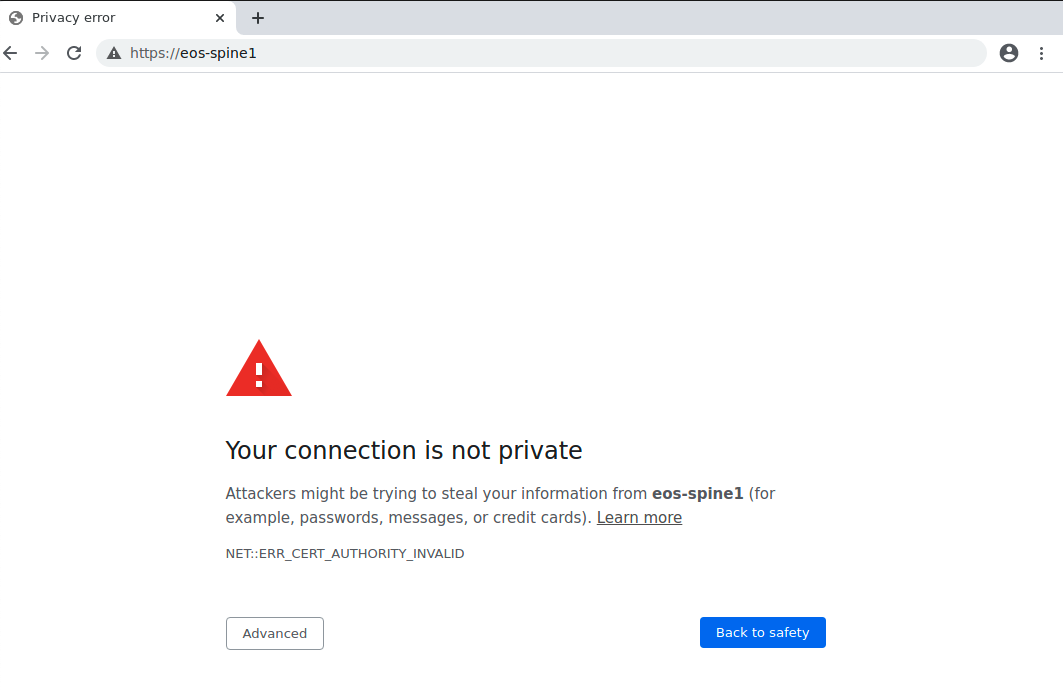 Privacy error
https://eos-spine1
Your connection is not private
Attackers might be trying to steal your information from eos-spine1 (for
example, passwords, messages, or credit cards). Learn more
NET::ERR_CERT_AUTHORITY_INVALID
Advanced
Back to safety